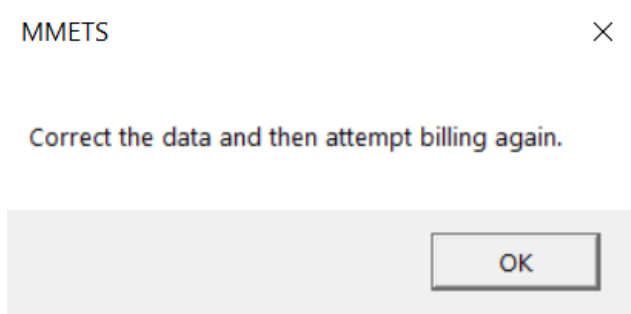 MMETS
Correct the data and then attempt billing again.
OK